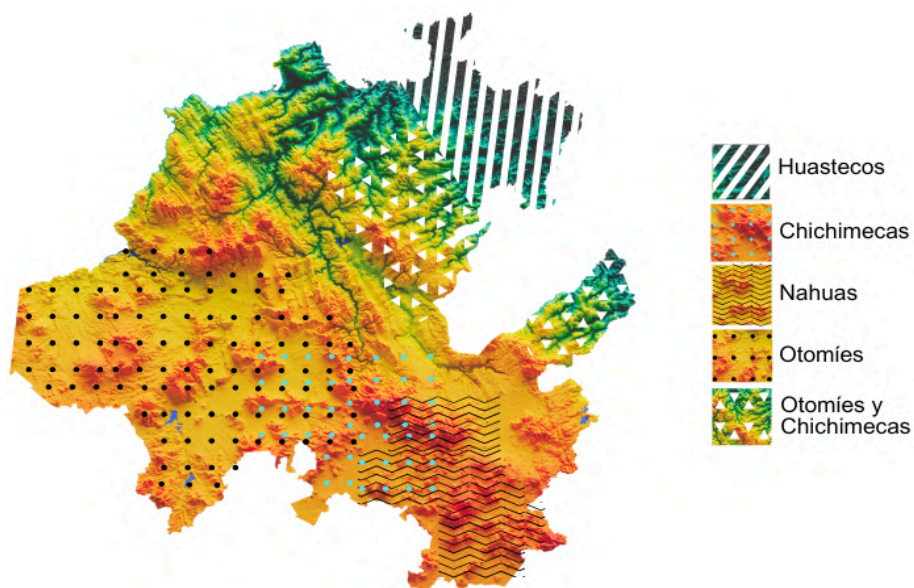 Huastecos
Chichimecas
Nahuas
Otomíes
Otomíes y
Chichimecas